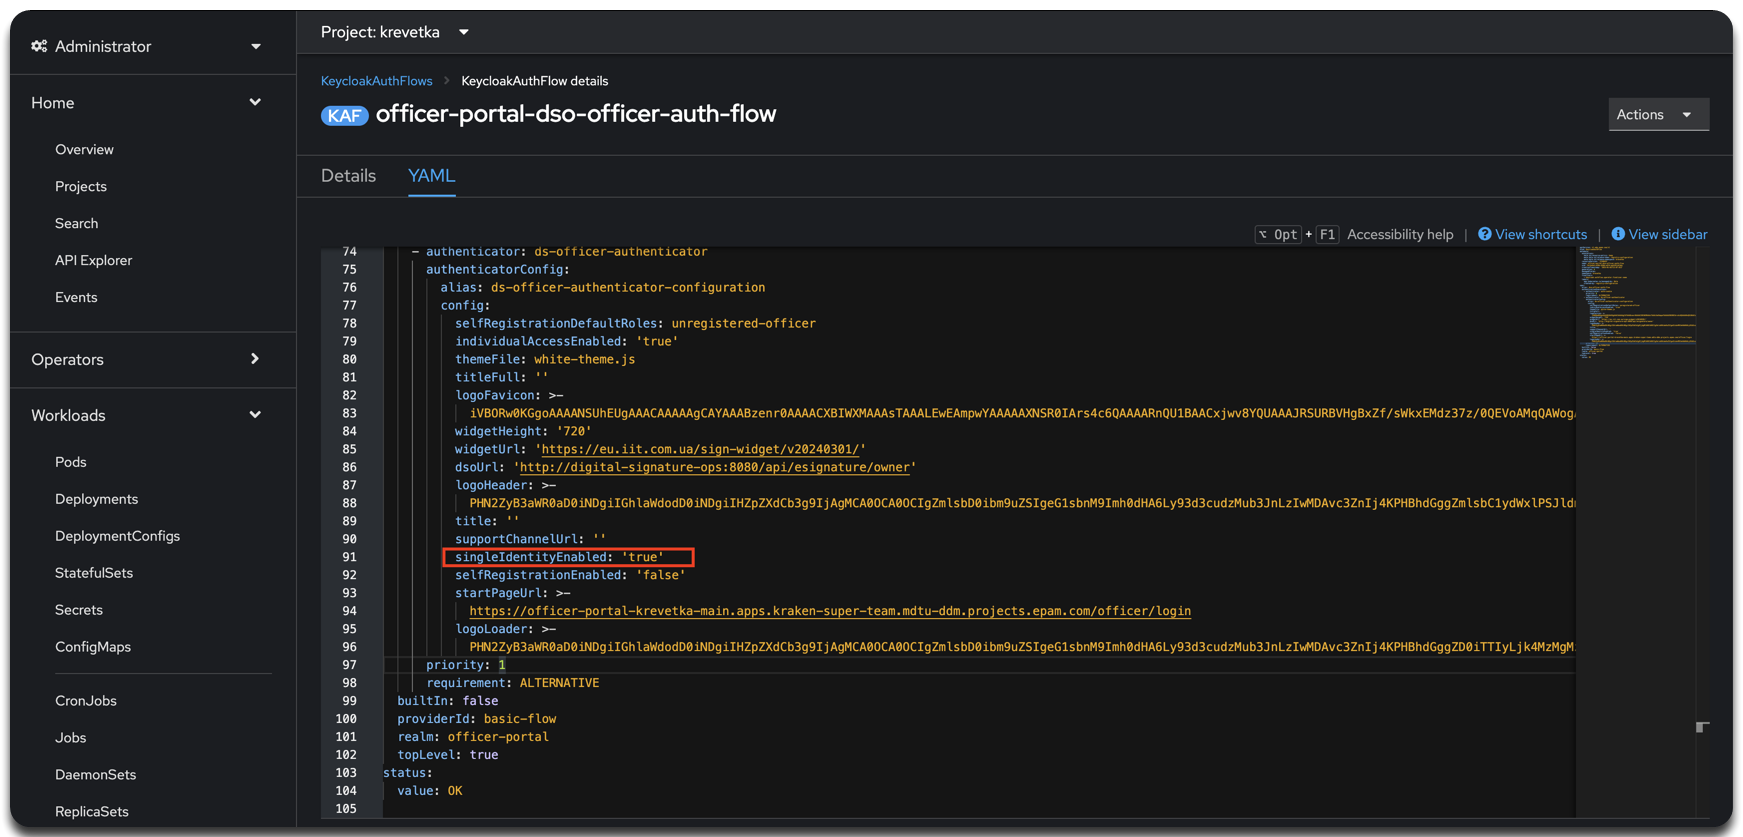 Administrator
Home
Overview
Projects
Search
API Explorer
Events
Operators
Workloads
Pods
Deployments
DeploymentConfigs
StatefulSets
Secrets
ConfigMaps
CronJobs
Jobs
DaemonSets
ReplicaSets
Project: krevetka
KeycloakAuthFlows > KeycloakAuthFlow details
KAF officer-portal-dso-officer-auth-flow
Actions
Details YAML
⌥ Opt + F1 Accessibility help | View shortcuts | View sidebar
74 - authenticator: ds-officer-authenticator
75 authenticatorConfig:
76 alias: ds-officer-authenticator-configuration
77 config:
78 selfRegistrationDefaultRoles: unregistered-officer
79 individualAccessEnabled: 'true'
80 themeFile: white-theme.js
81 titleFull: ''
82 logoFavicon: >-
83
84 widgetHeight: '720'
85 widgetUrl: 'https://eu.iit.com.ua/sign-widget/v20240301/'
86 dsoUrl: 'http://digital-signature-ops:8080/api/esignature/owner'
87 logoHeader: >-
88
89 title: ''
90 supportChannelUrl: ''
91 singleIdentityEnabled: 'true'
92 selfRegistrationEnabled: 'false'
93 startPageUrl: >-
94 https://officer-portal-krevetka-main.apps.kraken-super-team.mdtu-ddm.projects.epam.com/officer/login
95 logoLoader: >-
96
97 priority: 1
98 requirement: ALTERNATIVE
99 builtIn: false
100 providerId: basic-flow
101 realm: officer-portal
102 topLevel: true
103 status:
104 value: OK
105